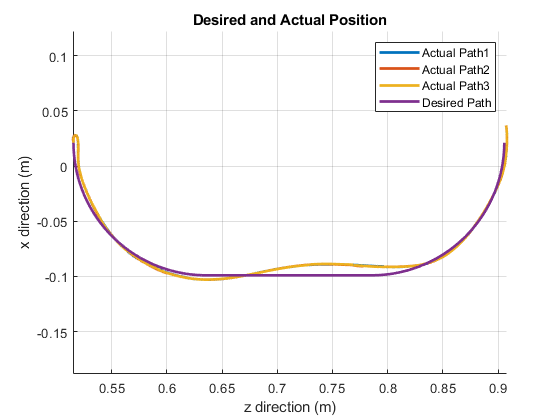 Desired and Actual Position
Actual Path1
Actual Path2
Actual Path3
Desired Path
0.1
0.05
0
-0.05
-0.1
-0.15
x direction (m)
0.55 0.6 0.65 0.7 0.75 0.8 0.85 0.9
z direction (m)